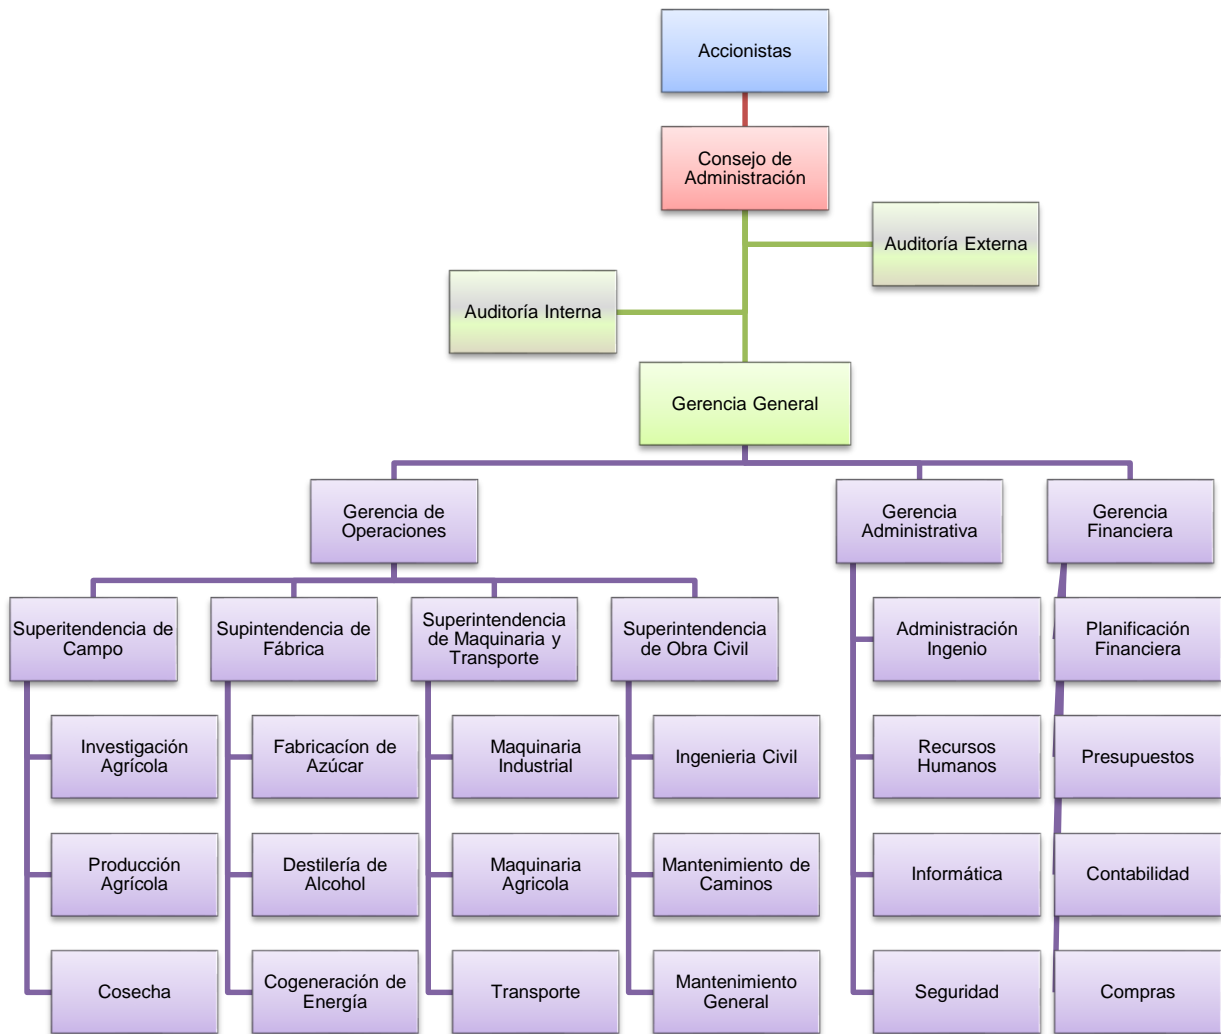 Accionistas
Consejo de
Administración
Auditoría Externa
Auditoría Interna
Gerencia General
Gerencia de
Operaciones
Gerencia
Administrativa
Gerencia
Financiera
Superitendencia de
Campo
Supintendencia de
Fábrica
Superintendencia
de Maquinaria y
Transporte
Superintendencia
de Obra Civil
Administración
Ingenio
Planificación
Financiera
Investigación
Agrícola
Fabricacíon de
Azúcar
Maquinaria
Industrial
Ingenieria Civil
Recursos
Humanos
Presupuestos
Producción
Agrícola
Destilería de
Alcohol
Maquinaria
Agricola
Mantenimiento de
Caminos
Informática
Contabilidad
Cosecha
Cogeneración de
Energía
Transporte
Mantenimiento
General
Seguridad
Compras